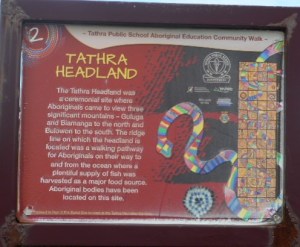 2
~ Tathra Public School Aboriginal Education Community Walk ~
TATHRA
HEADLAND
The Tathra Headland was
a ceremonial site where
Aboriginals came to view three
significant mountains – Gulaga
and Biamanga to the north and
Bulowon to the south. The ridge
line on which the headland is
located was a walking pathway
for Aboriginals on their way to
and from the ocean where a
plentiful supply of fish was
harvested as a major food source.
Aboriginal bodies have been
located on this site.